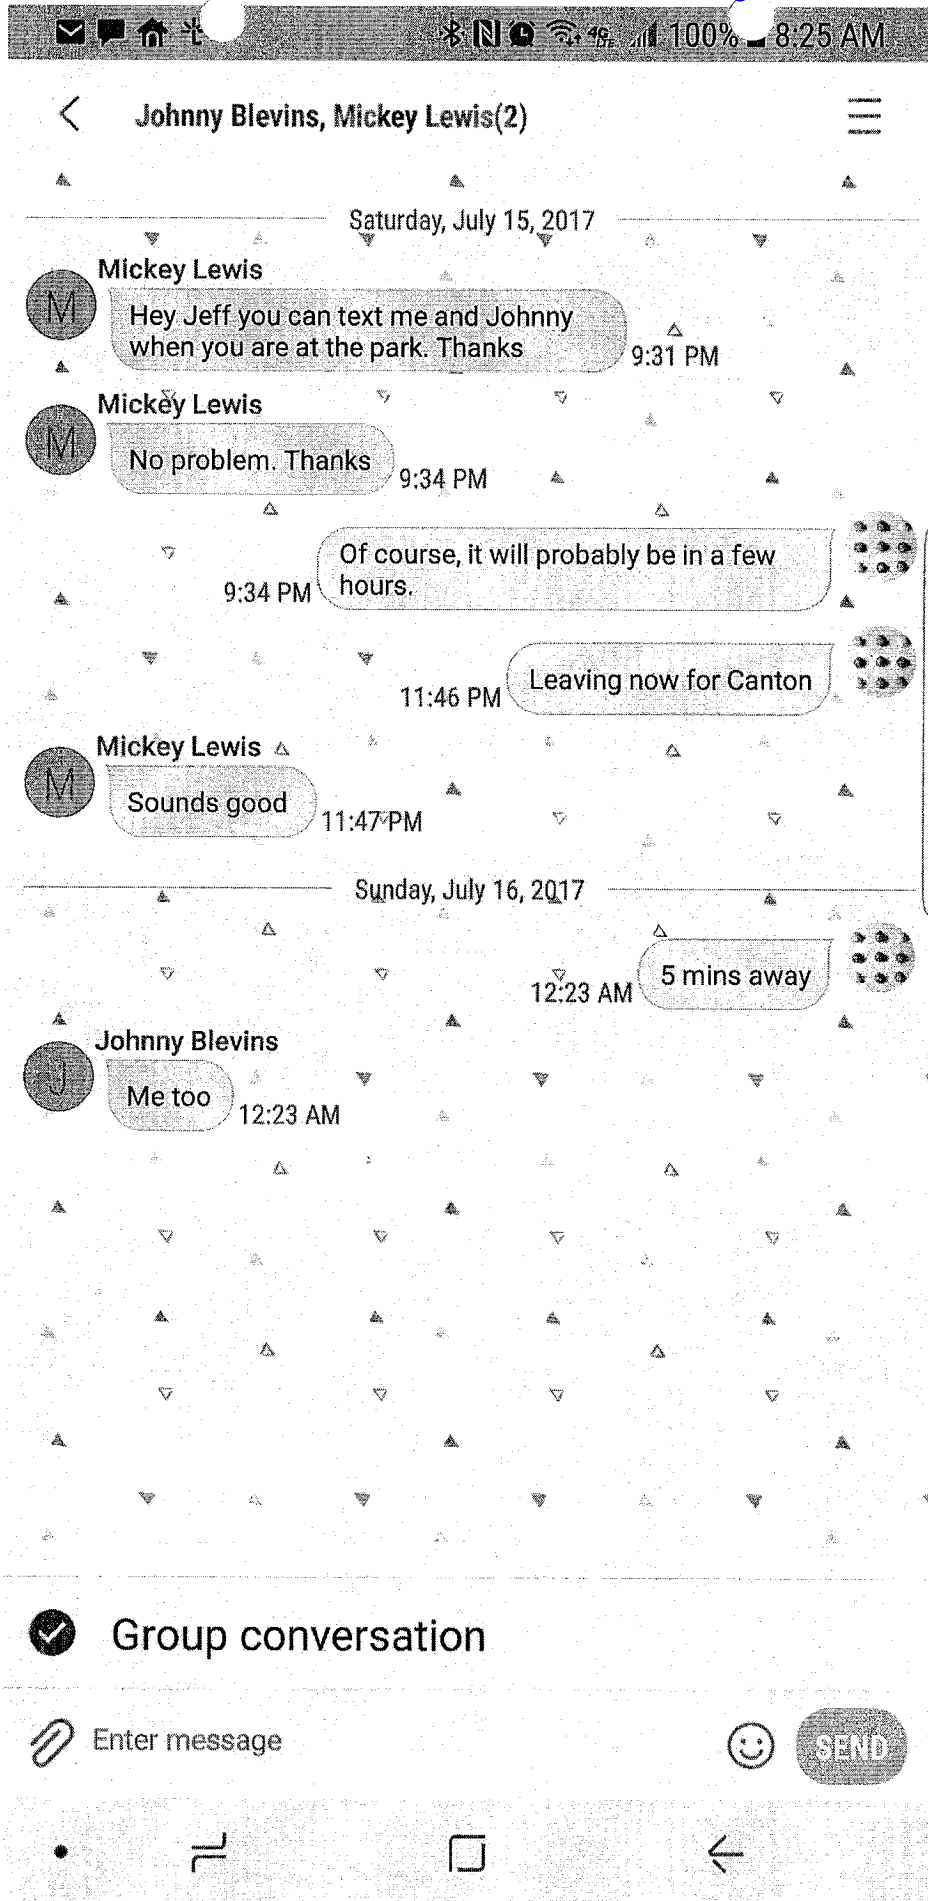 4G LTE 100% 8:25 AM
Johnny Blevins, Mickey Lewis(2)
Saturday, July 15, 2017
Mickey Lewis
M
Hey Jeff you can text me and Johnny
when you are at the park. Thanks
9:31 PM
Mickey Lewis
M
No problem. Thanks
9:34 PM
Of course, it will probably be in a few
hours.
9:34 PM
Leaving now for Canton
11:46 PM
Mickey Lewis
M
Sounds good
11:47 PM
Sunday, July 16, 2017
5 mins away
12:23 AM
Johnny Blevins
J
Me too
12:23 AM
Group conversation
Enter message
SEND